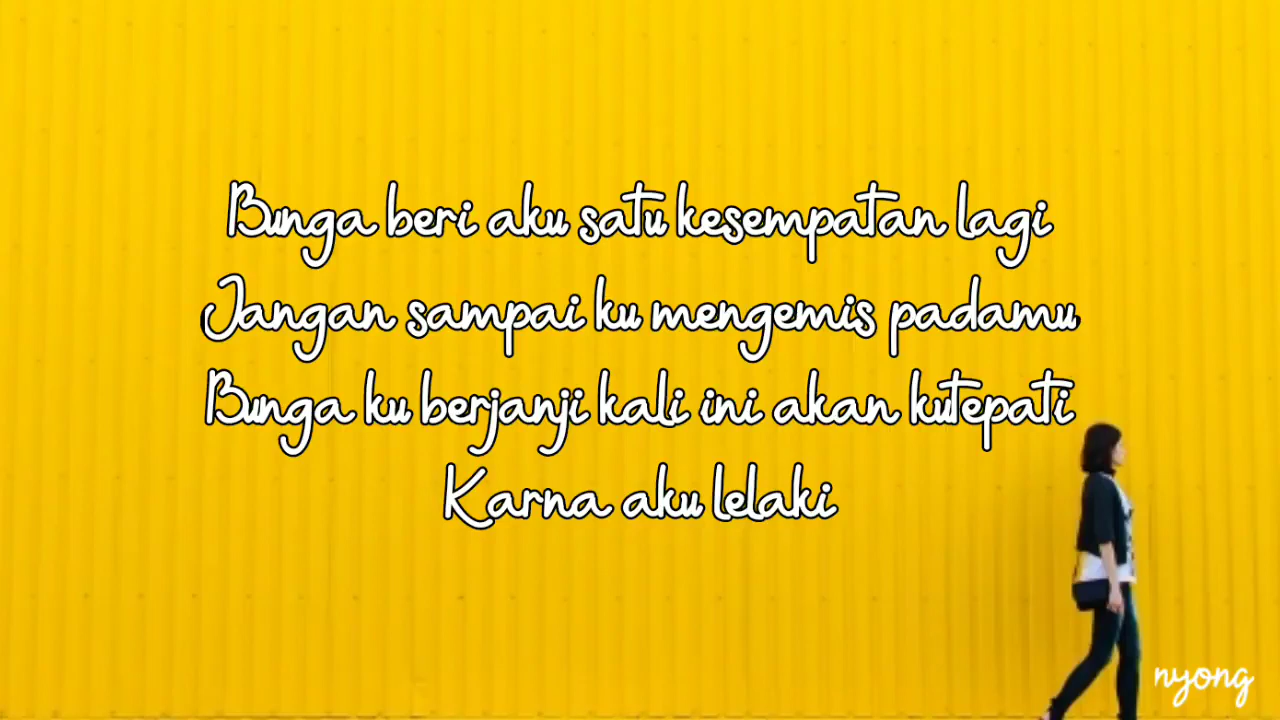 Bunga beri aku satu kesempatan lagi
Jangan sampai ku mengemis padamu
Bunga ku berjanji kali ini akan kutepati
Karna aku lelaki
nyong